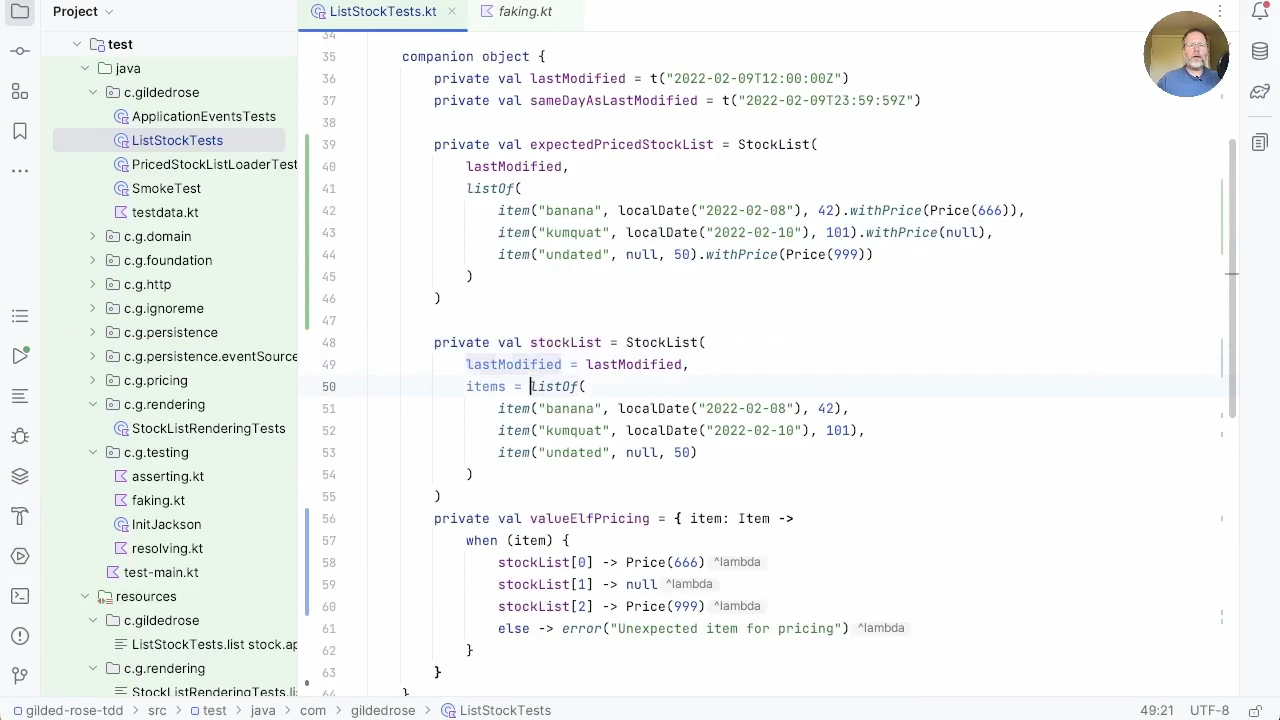 Project
ListStockTests.kt
faking.kt
test
java
c.gildedrose
ApplicationEventsTests
ListStockTests
PricedStockListLoaderTest
SmokeTest
testdata.kt
c.g.domain
c.g.foundation
c.g.http
c.g.ignoreme
c.g.persistence
c.g.persistence.eventSource
c.g.pricing
c.g.rendering
StockListRenderingTests
c.g.testing
asserting.kt
faking.kt
InitJackson
resolving.kt
test-main.kt
resources
c.gildedrose
ListStockTests.list stock.ap
c.g.rendering
StockListRenderingTests.lis
34
35 companion object {
36 private val lastModified = t("2022-02-09T12:00:00Z")
37 private val sameDayAsLastModified = t("2022-02-09T23:59:59Z")
38
39 private val expectedPricedStockList = StockList(
40 lastModified,
41 listOf(
42 item("banana", localDate("2022-02-08"), 42).withPrice(Price(666)),
43 item("kumquat", localDate("2022-02-10"), 101).withPrice(null),
44 item("undated", null, 50).withPrice(Price(999))
45 )
46 )
47
48 private val stockList = StockList(
49 lastModified = lastModified,
50 items = listOf(
51 item("banana", localDate("2022-02-08"), 42),
52 item("kumquat", localDate("2022-02-10"), 101),
53 item("undated", null, 50)
54 )
55 )
56 private val valueElfPricing = { item: Item ->
57 when (item) {
58 stockList[0] -> Price(666) ^lambda
59 stockList[1] -> null ^lambda
60 stockList[2] -> Price(999) ^lambda
61 else -> error("Unexpected item for pricing") ^lambda
62 }
63 }
64 }
gilded-rose-tdd > src > test > java > com > gildedrose > ListStockTests
49:21 UTF-8